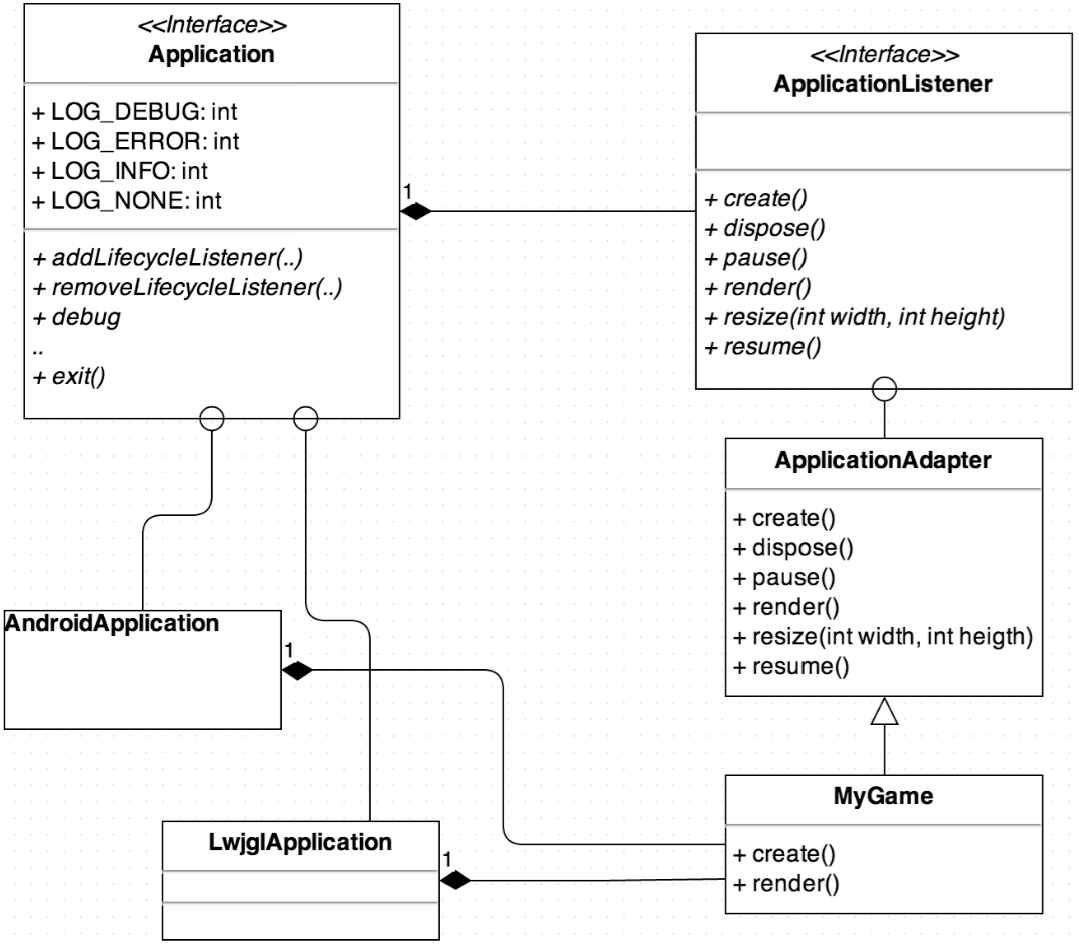 <<Interface>>
Application
+ LOG_DEBUG: int
+ LOG_ERROR: int
+ LOG_INFO: int
+ LOG_NONE: int
+ addLifecycleListener(..)
+ removeLifecycleListener(..)
+ debug
..
+ exit()
1
<<Interface>>
ApplicationListener
+ create()
+ dispose()
+ pause()
+ render()
+ resize(int width, int height)
+ resume()
ApplicationAdapter
+ create()
+ dispose()
+ pause()
+ render()
+ resize(int width, int heigth)
+ resume()
AndroidApplication
1
LwjglApplication
1
MyGame
+ create()
+ render()